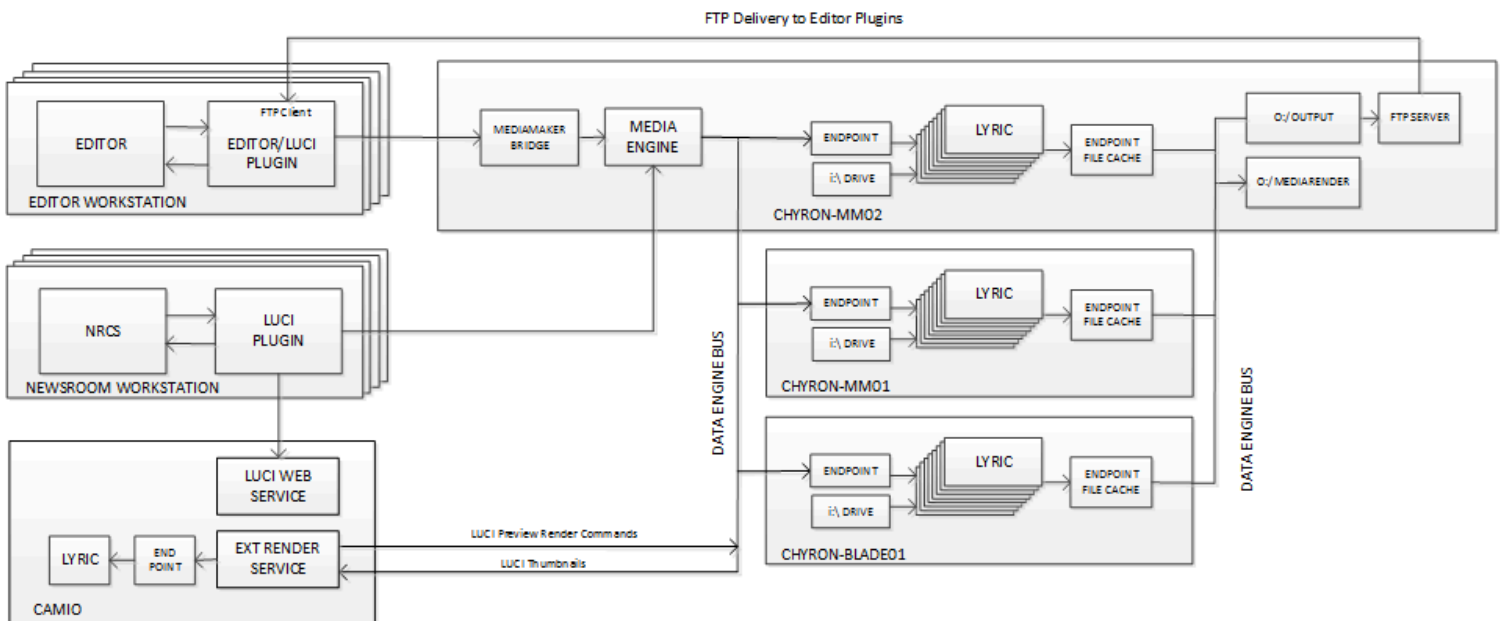 FTP Delivery to Editor Plugins
EDITOR
FTP Client
EDITOR/LUCI
PLUGIN
EDITOR WORKSTATION
MEDIAMAKER
BRIDGE
MEDIA
ENGINE
ENDPOINT
i:\ DRIVE
LYRIC
ENDPOINT
FILE CACHE
O:/OUTPUT
FTP SERVER
O:/MEDIARENDER
CHYRON-MM02
NRCS
LUCI
PLUGIN
NEWSROOM WORKSTATION
DATA ENGINE BUS
ENDPOINT
i:\ DRIVE
LYRIC
ENDPOINT
FILE CACHE
CHYRON-MM01
DATA ENGINE BUS
ENDPOINT
i:\ DRIVE
LYRIC
ENDPOINT
FILE CACHE
CHYRON-BLADE01
LUCI WEB
SERVICE
LYRIC
END
POINT
EXT RENDER
SERVICE
LUCI Preview Render Commands
LUCI Thumbnails
CAMIO